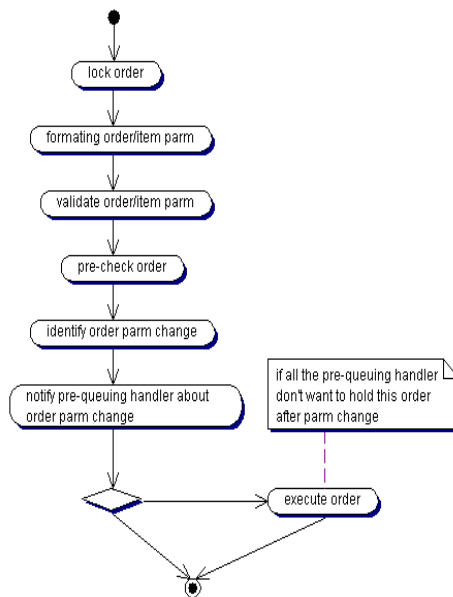 lock order
formating order/item parm
validate order/item parm
pre-check order
identify order parm change
notify pre-queuing handler about
order parm change
if all the pre-queuing handler
don't want to hold this order
after parm change
execute order